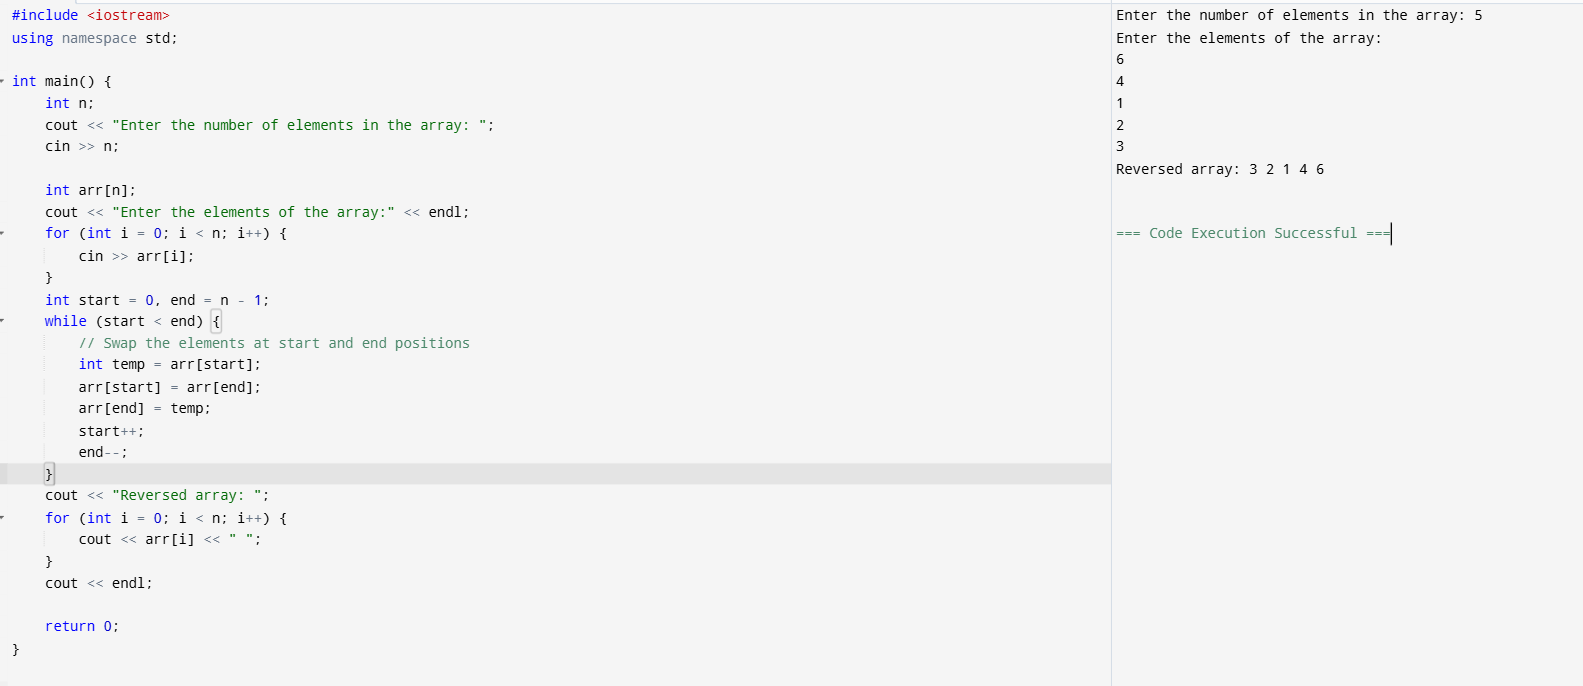 #include <iostream>
using namespace std;
int main() {
int n;
cout << "Enter the number of elements in the array: ";
cin >> n;
int arr[n];
cout << "Enter the elements of the array:" << endl;
for (int i = 0; i < n; i++) {
cin >> arr[i];
}
int start = 0, end = n - 1;
while (start < end) {
// Swap the elements at start and end positions
int temp = arr[start];
arr[start] = arr[end];
arr[end] = temp;
start++;
end--;
}
cout << "Reversed array: ";
for (int i = 0; i < n; i++) {
cout << arr[i] << " ";
}
cout << endl;
return 0;
}
Enter the number of elements in the array: 5
Enter the elements of the array:
6
4
1
2
3
Reversed array: 3 2 1 4 6
=== Code Execution Successful ===